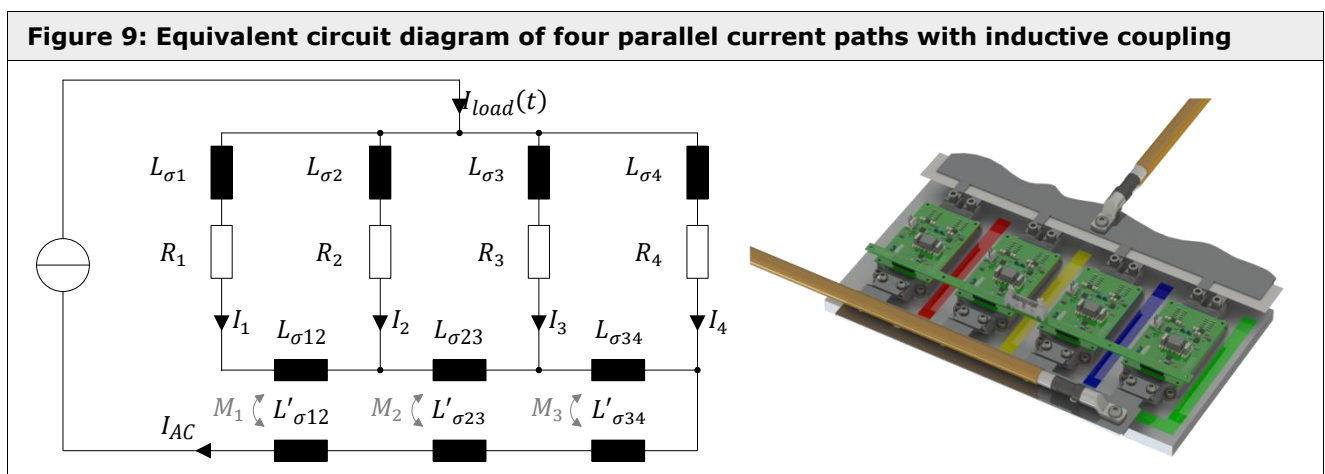 Figure 9: Equivalent circuit diagram of four parallel current paths with inductive coupling
I_load(t)
L_σ1 L_σ2 L_σ3 L_σ4
R_1 R_2 R_3 R_4
I_1 I_2 I_3 I_4
L_σ12 L_σ23 L_σ34
M_1 L'_σ12 M_2 L'_σ23 M_3 L'_σ34
I_AC